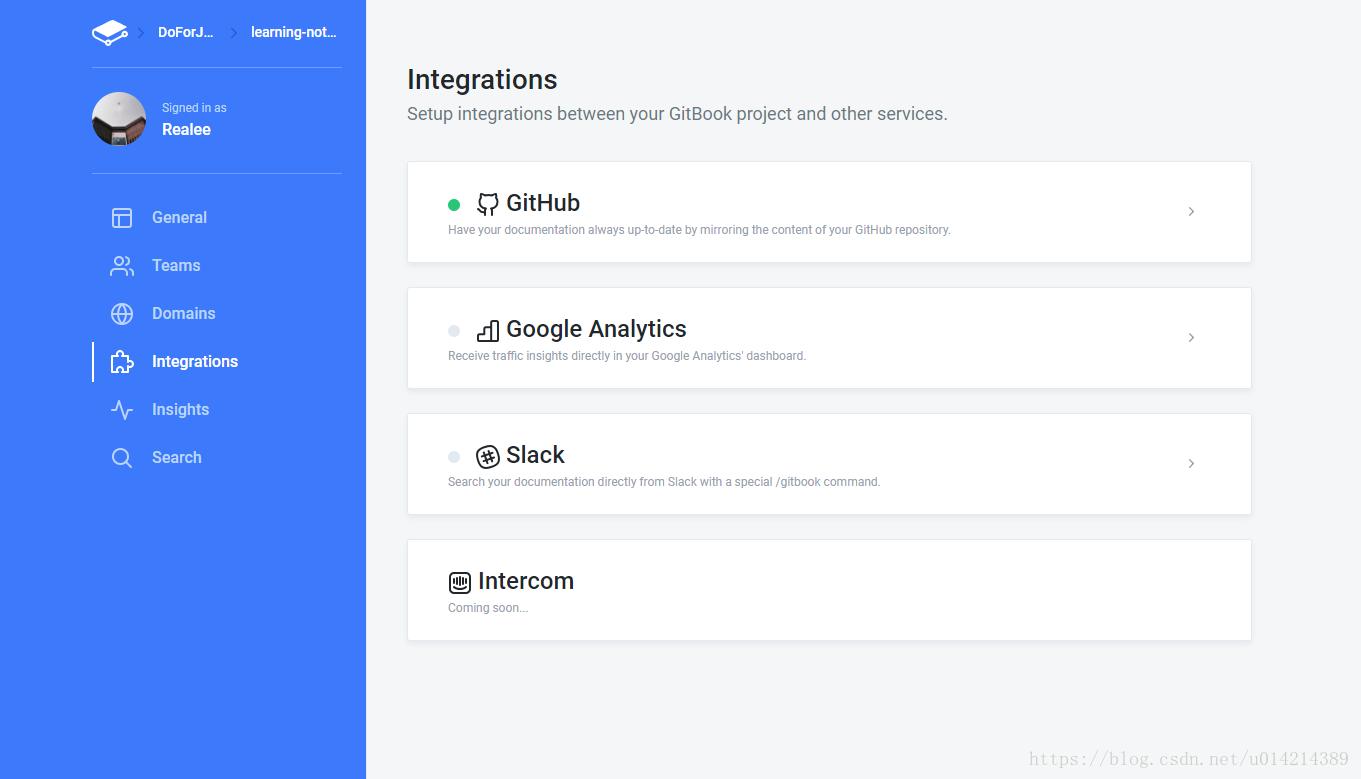 DoForJ...
learning-not...
Signed in as
Realee
General
Teams
Domains
Integrations
Insights
Search
Integrations
Setup integrations between your GitBook project and other services.
GitHub
Have your documentation always up-to-date by mirroring the content of your GitHub repository.
Google Analytics
Receive traffic insights directly in your Google Analytics' dashboard.
Slack
Search your documentation directly from Slack with a special /gitbook command.
Intercom
Coming soon...
https://blog.csdn.net/u014214389